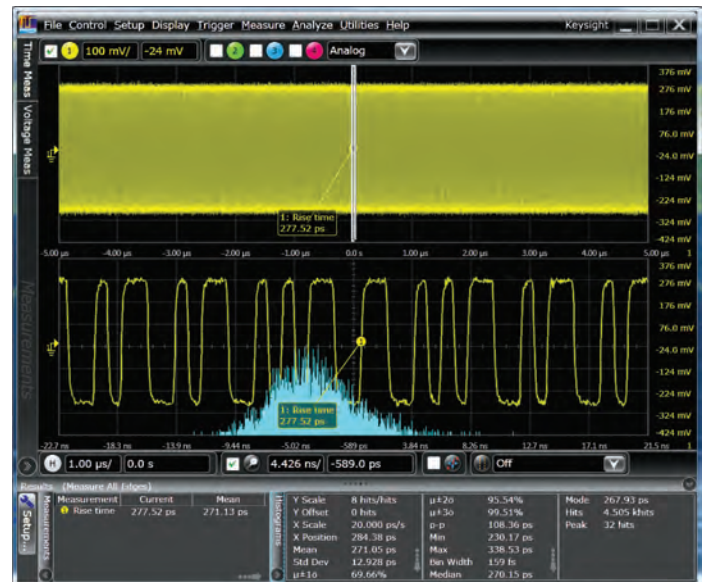 File Control Setup Display Trigger Measure Analyze Utilities Help Keysight
1 100 mV/ -24 mV 2 3 4 Analog
Time Meas
Voltage Meas
Measurements
376 mV
276 mV
176 mV
76.0 mV
-24.0 mV
-124 mV
-224 mV
-324 mV
-424 mV
1: Rise time
277.52 ps
-5.00 µs -4.00 µs -3.00 µs -2.00 µs -1.00 µs 0.0 s 1.00 µs 2.00 µs 3.00 µs 4.00 µs 5.00 µs 1
376 mV
276 mV
176 mV
76.0 mV
-24.0 mV
-124 mV
-224 mV
-324 mV
-424 mV
1
1: Rise time
277.52 ps
-22.7 ns -18.3 ns -13.9 ns -9.44 ns -5.02 ns -589 ps 3.84 ns 8.26 ns 12.7 ns 17.1 ns 21.5 ns 1
H 1.00 µs/ 0.0 s 4.426 ns/ -589.0 ps Off
Results (Measure All Edges)
Setup...
Measurements
Measurement Current Mean
1 Rise time 277.52 ps 271.13 ps
Histograms
Y Scale 8 hits/hits µ±2σ 95.54% Mode 267.93 ps
Y Offset 0 hits µ±3σ 99.51% Hits 4.505 khits
X Scale 20.000 ps/s p-p 108.36 ps Peak 32 hits
X Position 284.38 ps Min 230.17 ps
Mean 271.05 ps Max 338.53 ps
Std Dev 12.928 ps Bin Width 159 fs
µ±1σ 69.66% Median 270.15 ps